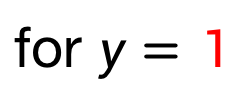 for y = 1